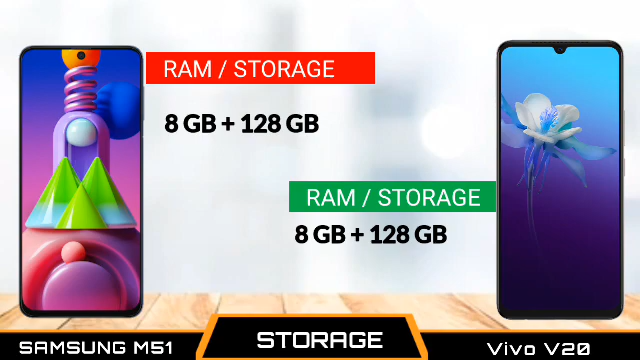 RAM / STORAGE
8 GB + 128 GB
RAM / STORAGE
8 GB + 128 GB
SAMSUNG M51
STORAGE
Vivo V20